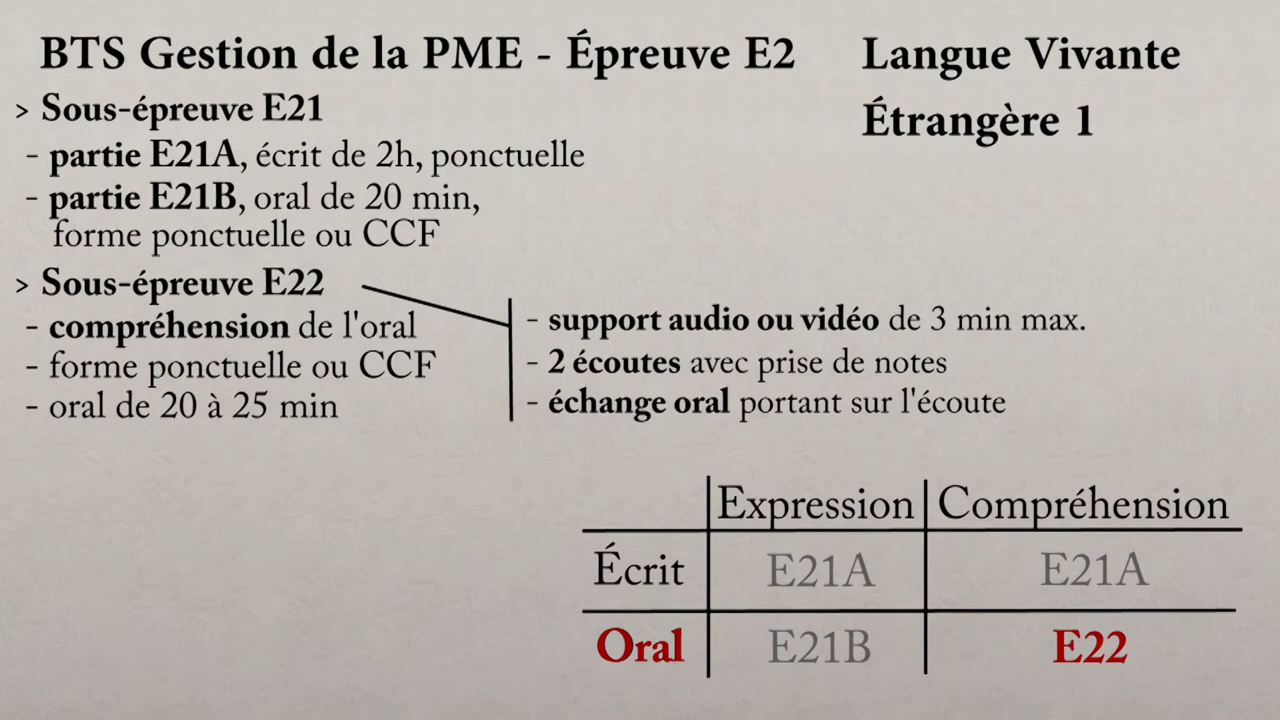 BTS Gestion de la PME - Épreuve E2
Langue Vivante
Étrangère 1
> Sous-épreuve E21
- partie E21A, écrit de 2h, ponctuelle
- partie E21B, oral de 20 min,
forme ponctuelle ou CCF
> Sous-épreuve E22
- compréhension de l'oral
- forme ponctuelle ou CCF
- oral de 20 à 25 min
- support audio ou vidéo de 3 min max.
- 2 écoutes avec prise de notes
- échange oral portant sur l'écoute
Expression Compréhension
Écrit E21A E21A
Oral E21B E22